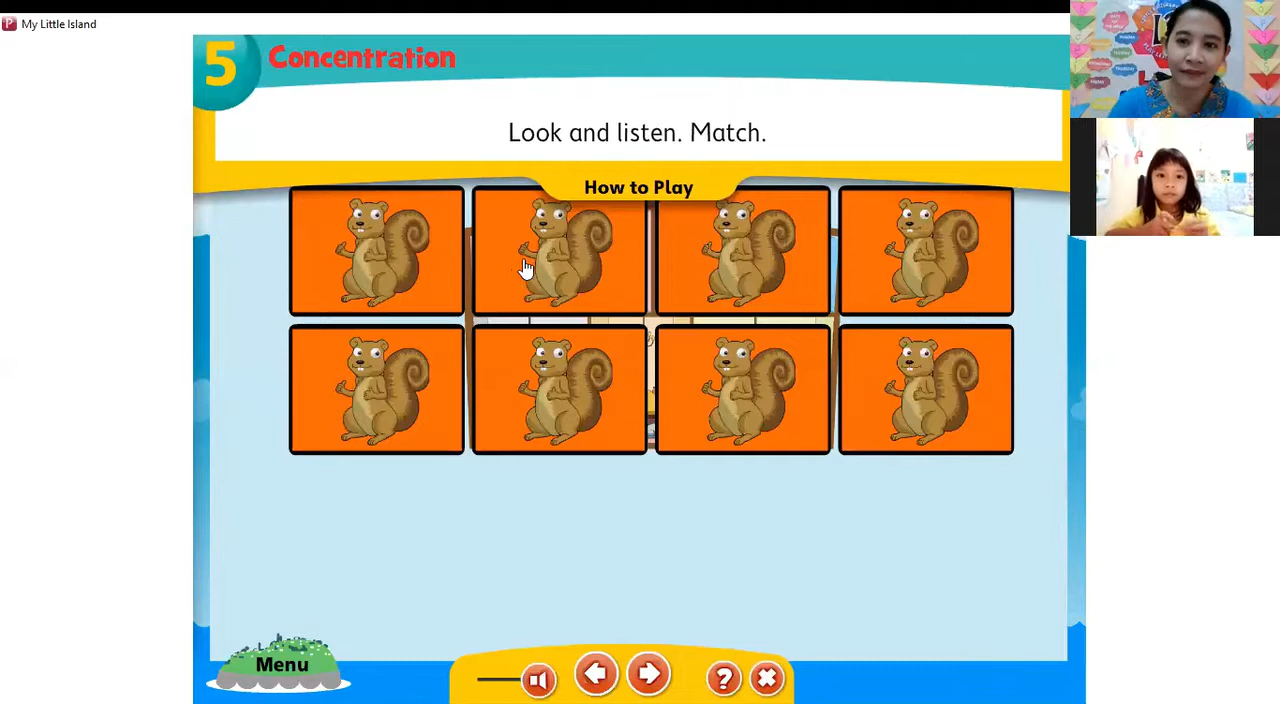 My Little Island
5 Concentration
Look and listen. Match.
How to Play
Menu
?